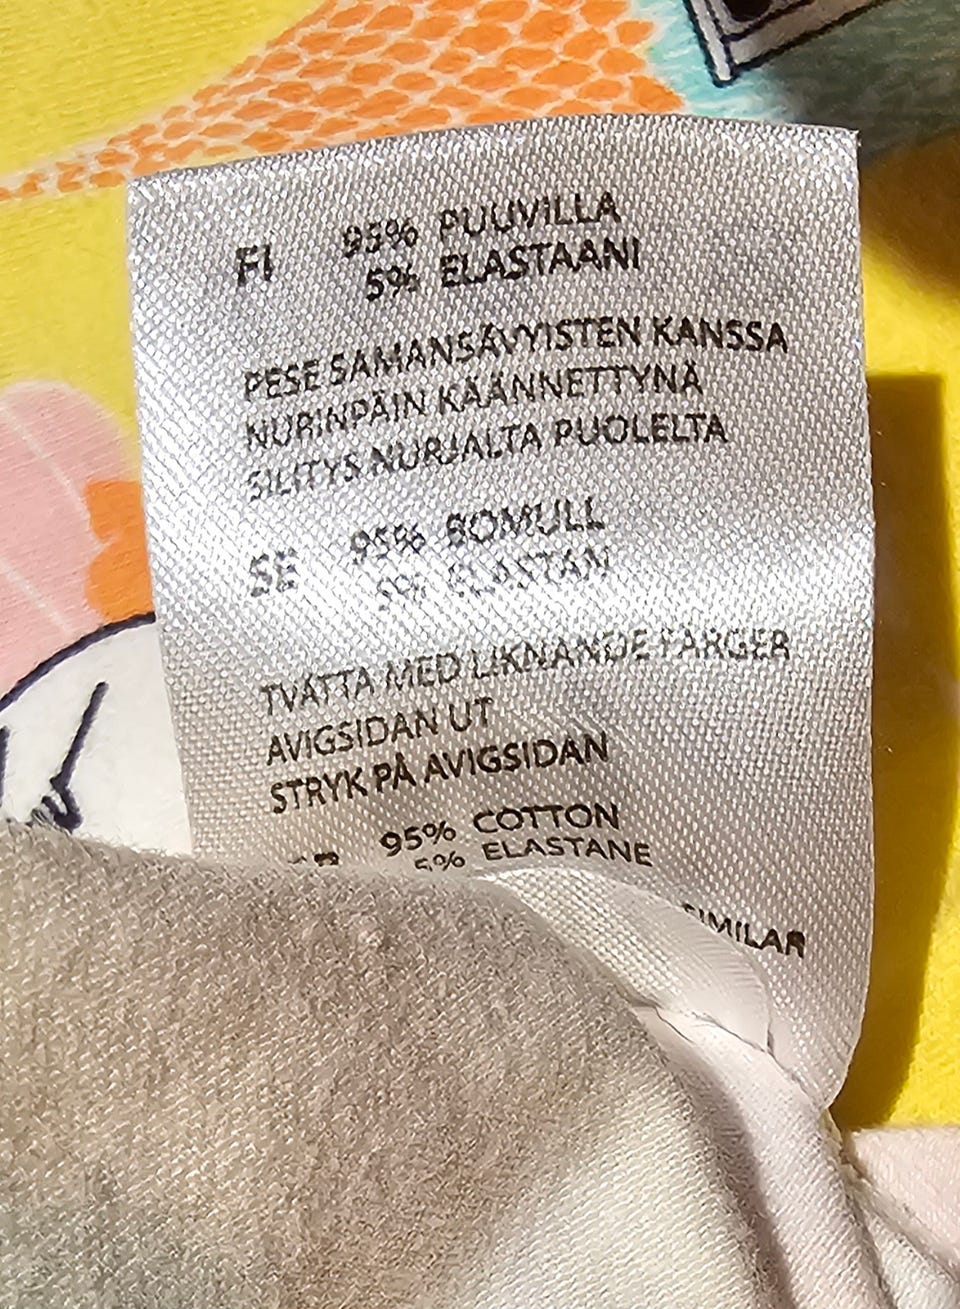 FI 95% PUUVILLA
5% ELASTAANI
PESE SAMANSÄVYISTEN KANSSA
NURINPÄIN KÄÄNNETTYNÄ
SILITYS NURJALTA PUOLELTA
SE 95% BOMULL
5% ELASTAN
TVÄTTA MED LIKNANDE FÄRGER
AVIGSIDAN UT
STRYK PÅ AVIGSIDAN
95% COTTON
5% ELASTANE
SIMILAR